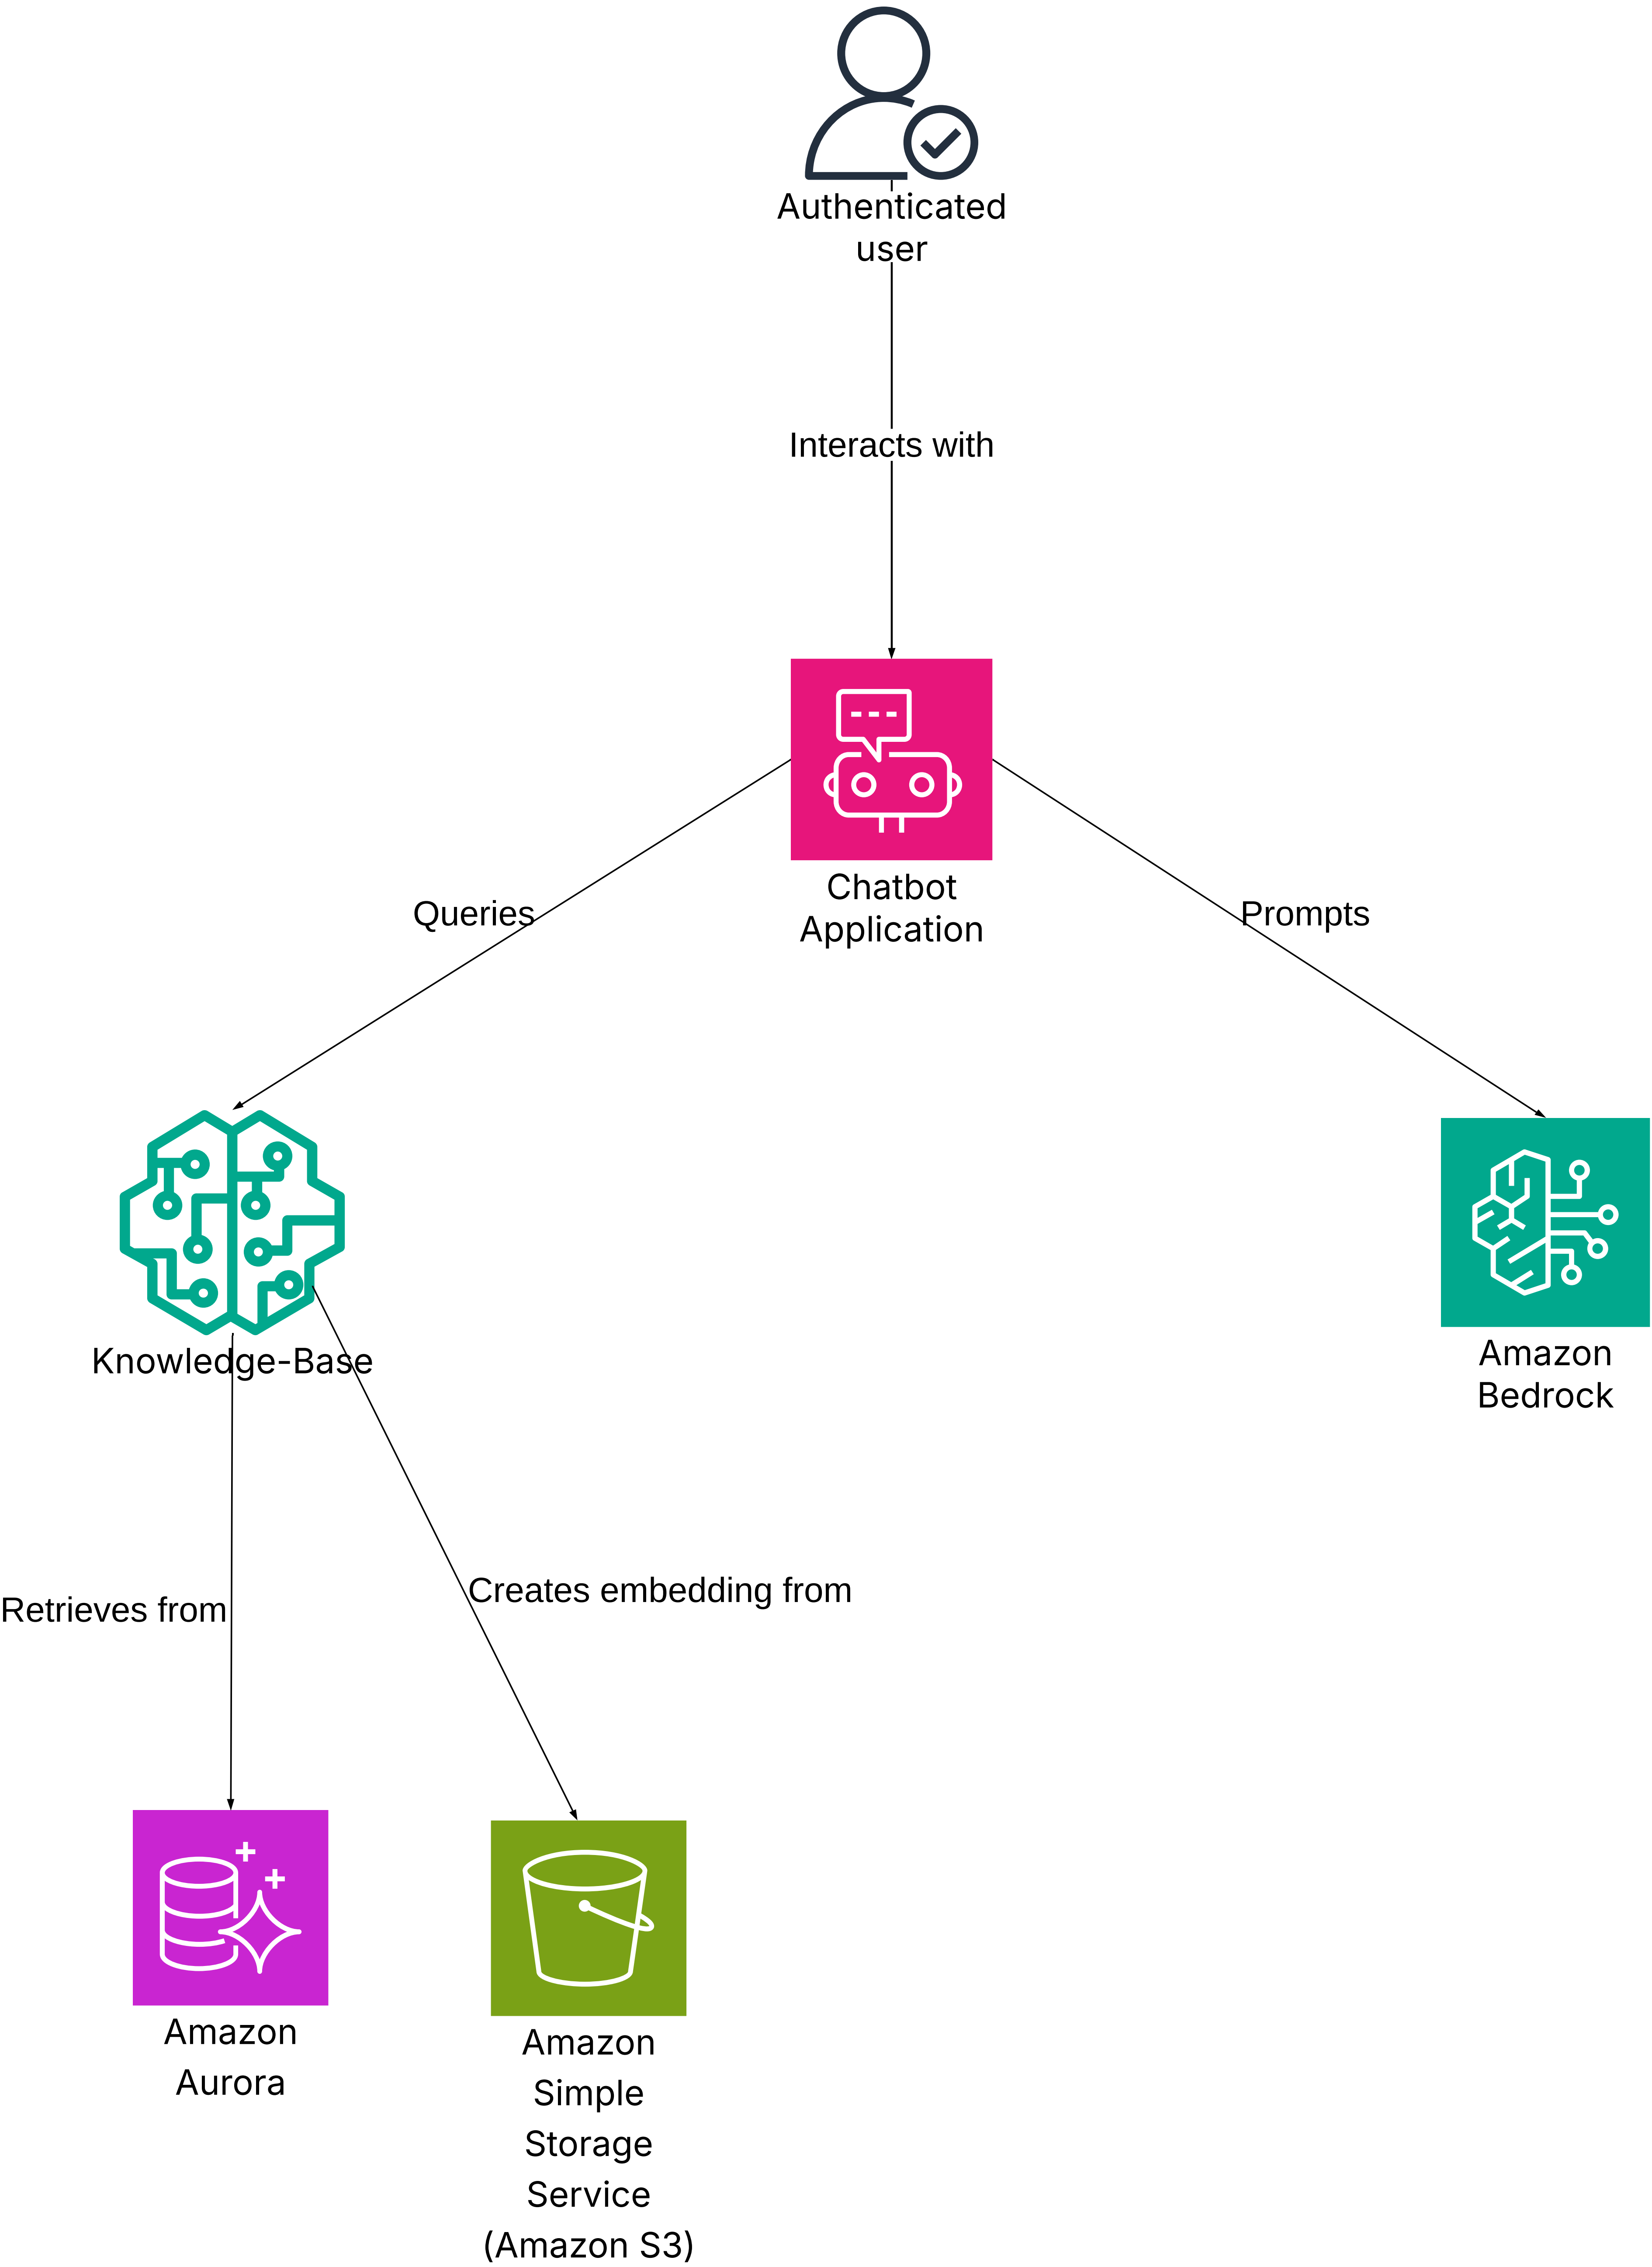 Authenticated
user
Interacts with
Chatbot
Application
Queries
Prompts
Knowledge-Base
Amazon
Bedrock
Retrieves from
Creates embedding from
Amazon
Aurora
Amazon
Simple
Storage
Service
(Amazon S3)